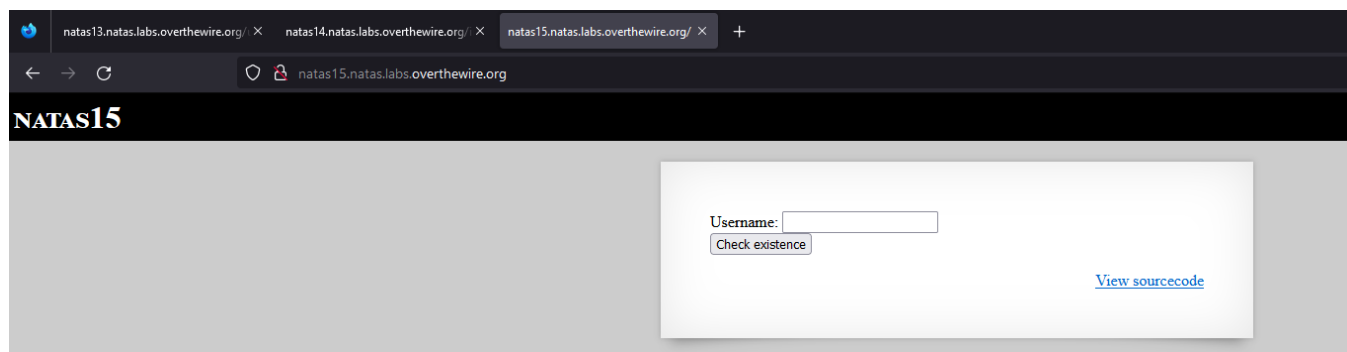 natas13.natas.labs.overthewire.org/ natas14.natas.labs.overthewire.org/ natas15.natas.labs.overthewire.org/
natas15.natas.labs.overthewire.org
NATAS15
Username:
Check existence
View sourcecode